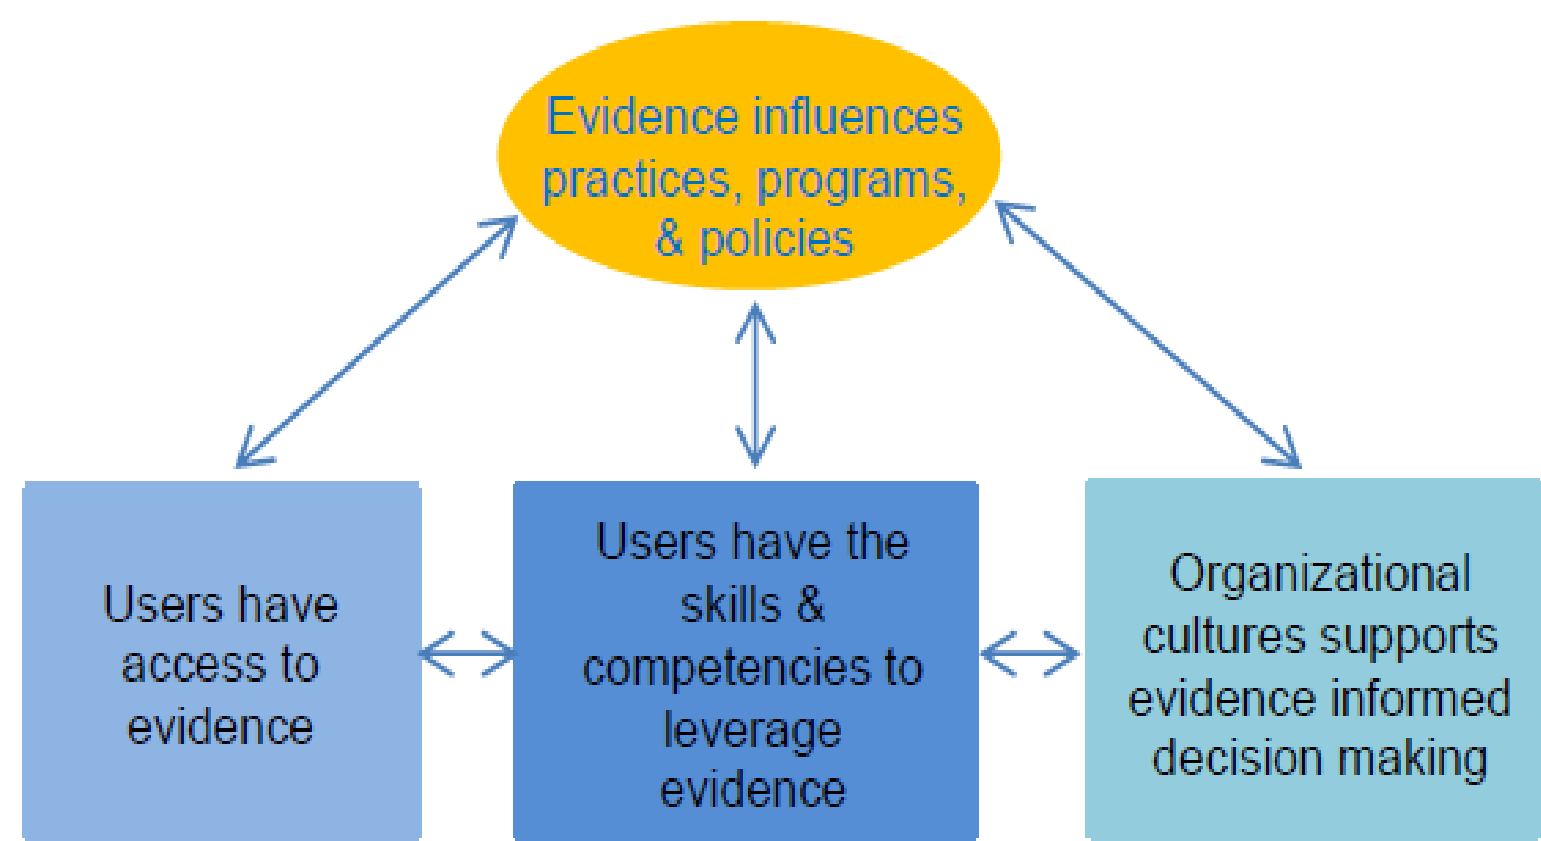 Evidence influences
practices, programs,
& policies
Users have
access to
evidence
Users have the
skills &
competencies to
leverage
evidence
Organizational
cultures supports
evidence informed
decision making